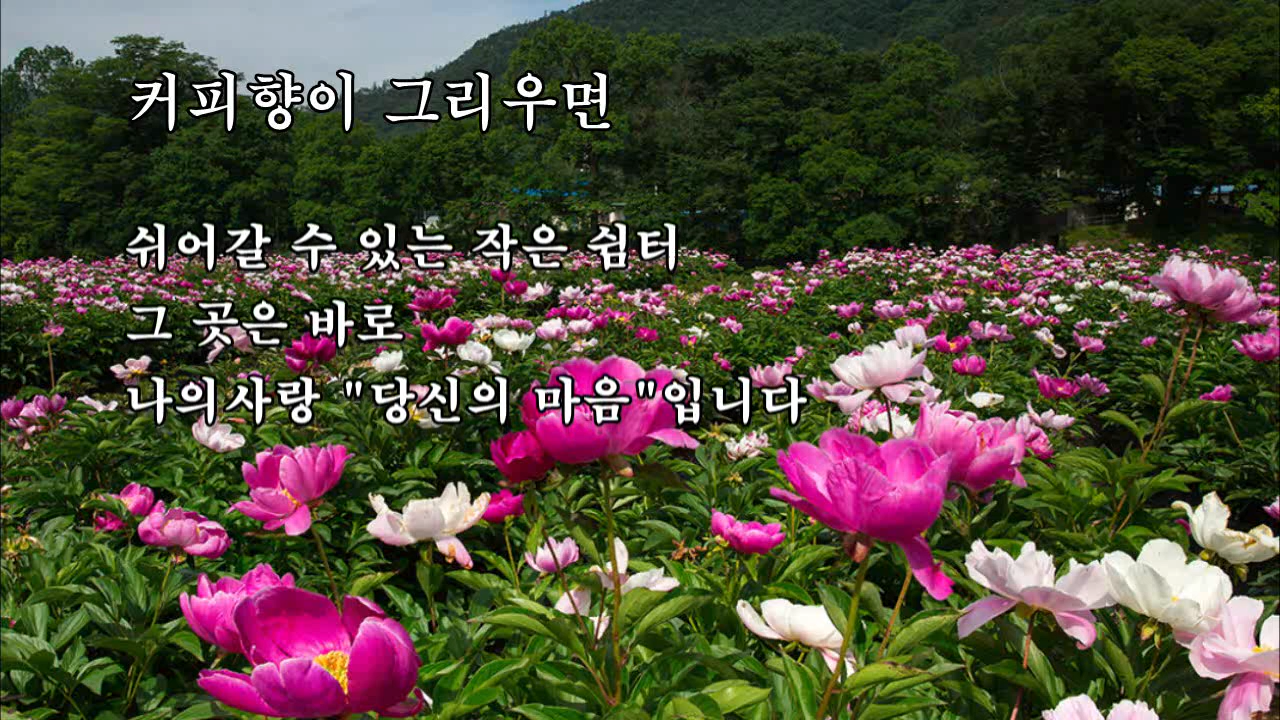 커피향이 그리우면
쉬어갈 수 있는 작은 쉼터
그 곳은 바로
나의사랑 "당신의 마음"입니다